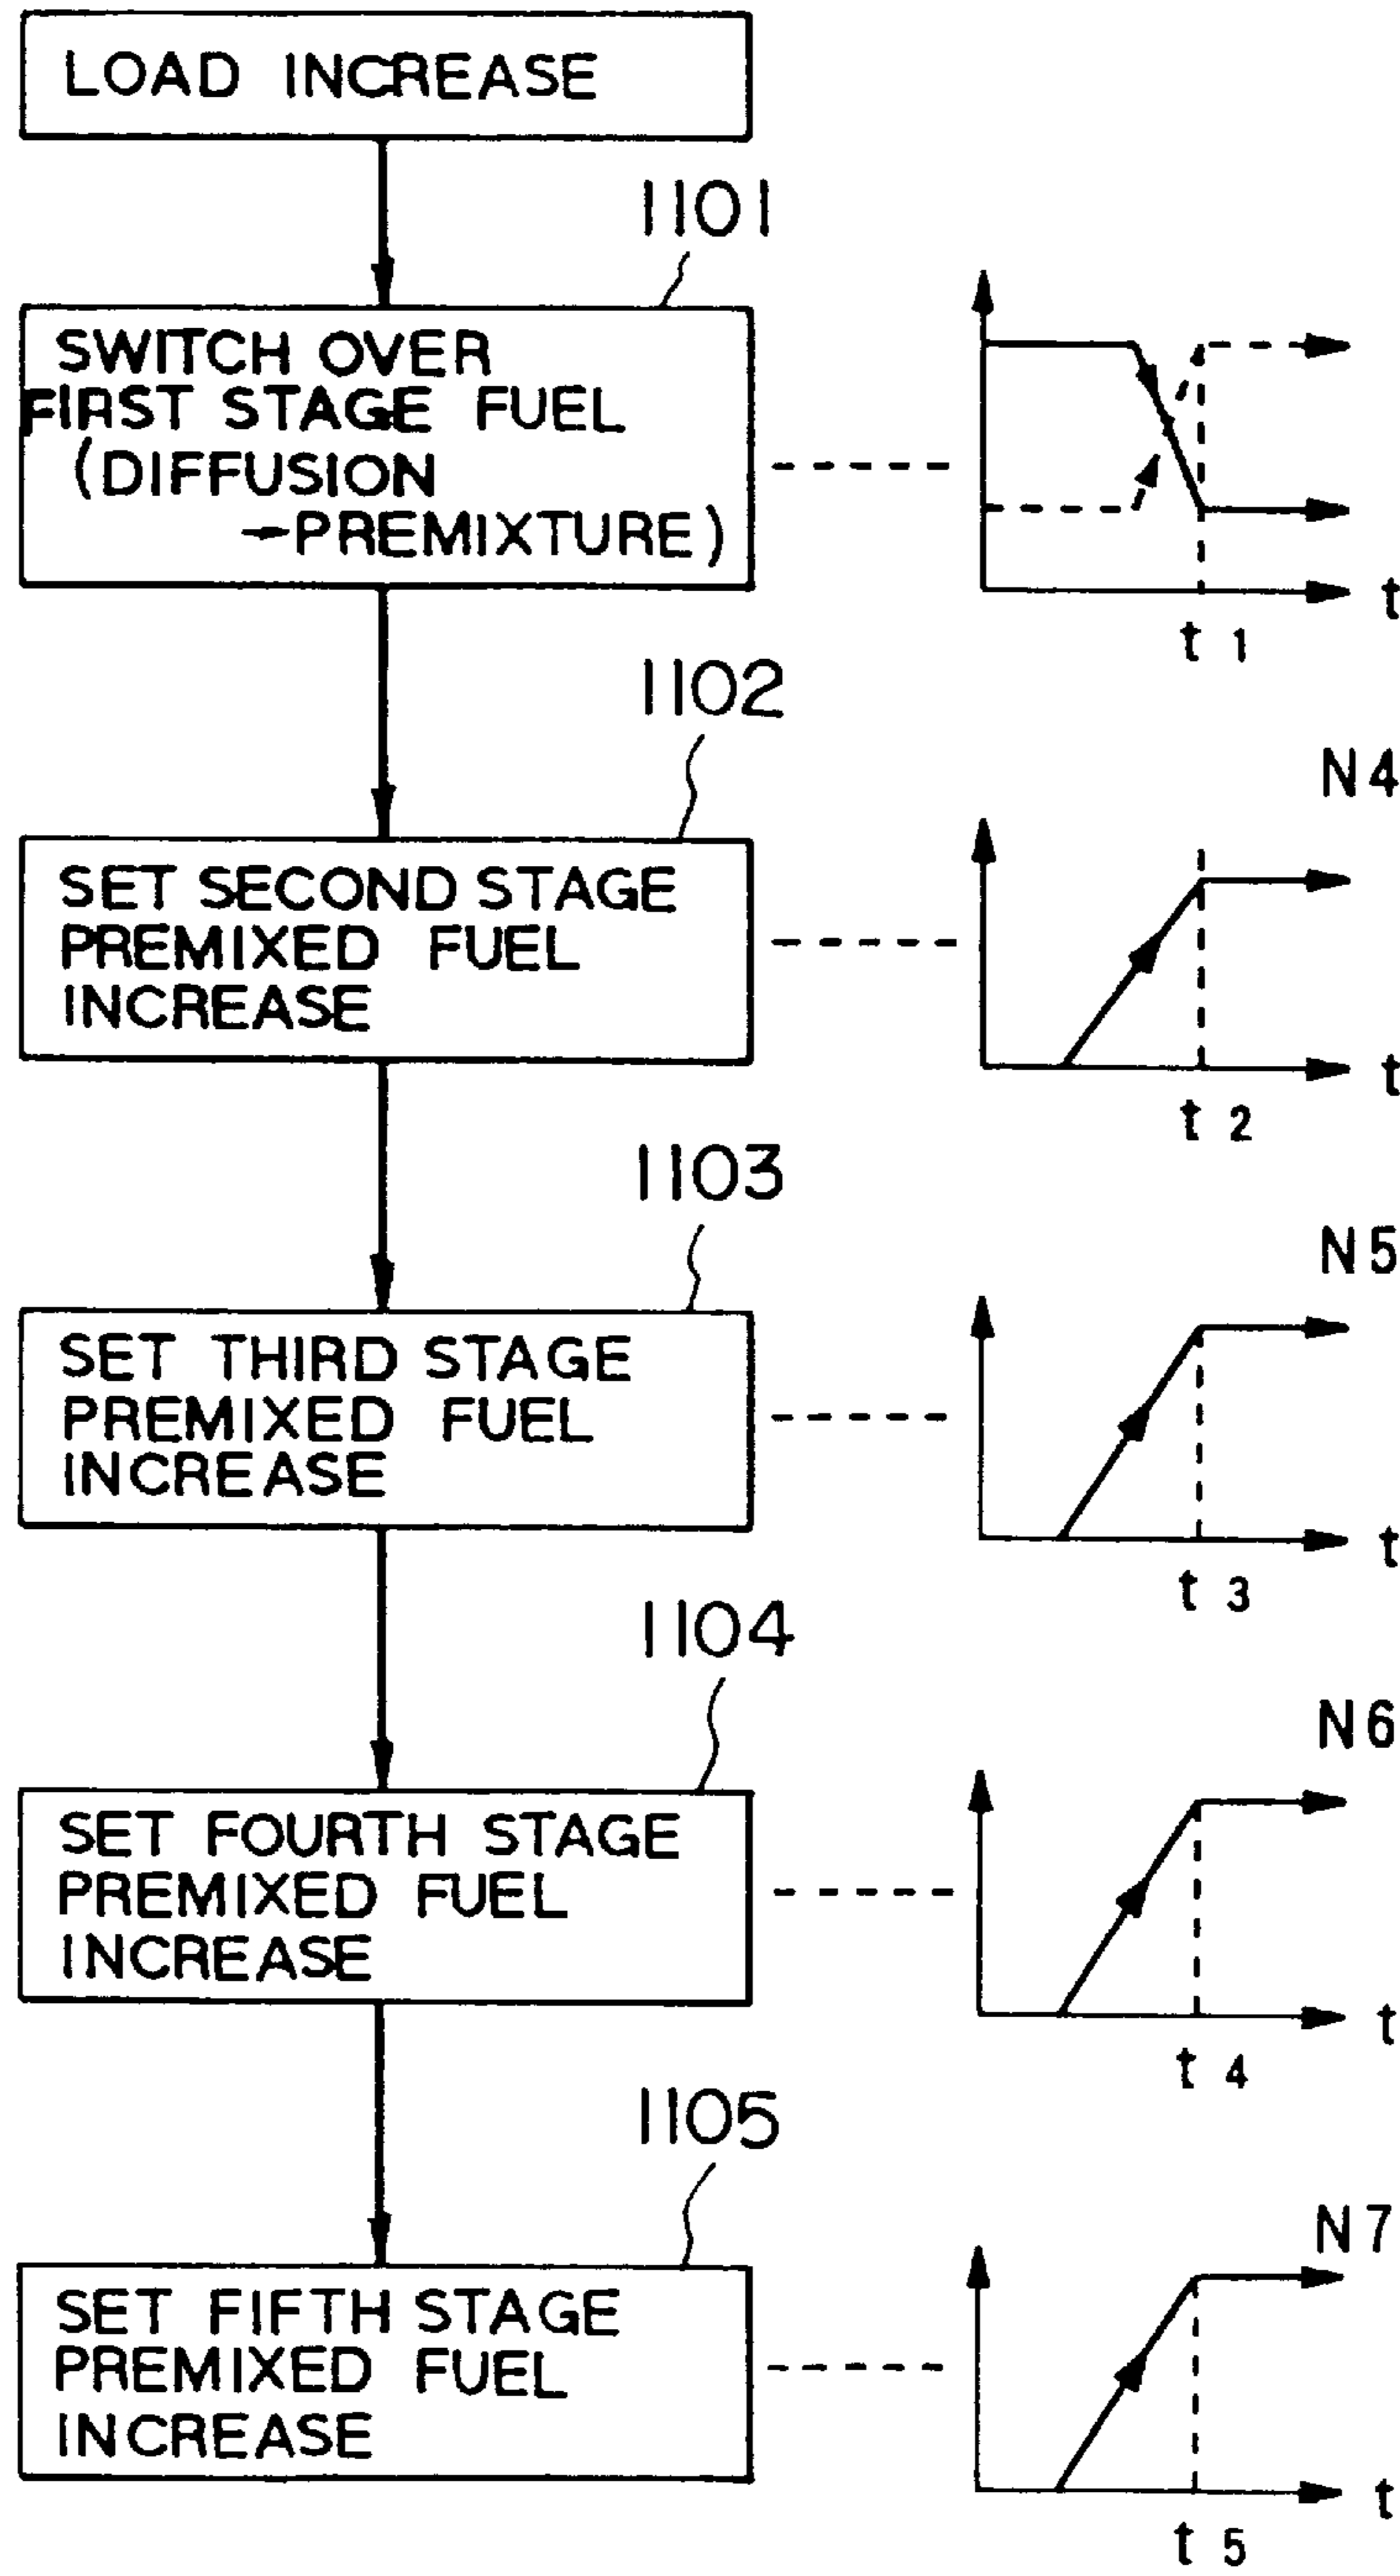 LOAD INCREASE
1101
SWITCH OVER
FIRST STAGE FUEL
(DIFFUSION
→PREMIXTURE)
t
t 1
1102
N4
SET SECOND STAGE
PREMIXED FUEL
INCREASE
t
t 2
1103
N5
SET THIRD STAGE
PREMIXED FUEL
INCREASE
t
t 3
1104
N6
SET FOURTH STAGE
PREMIXED FUEL
INCREASE
t
t 4
1105
N7
SET FIFTH STAGE
PREMIXED FUEL
INCREASE
t
t 5